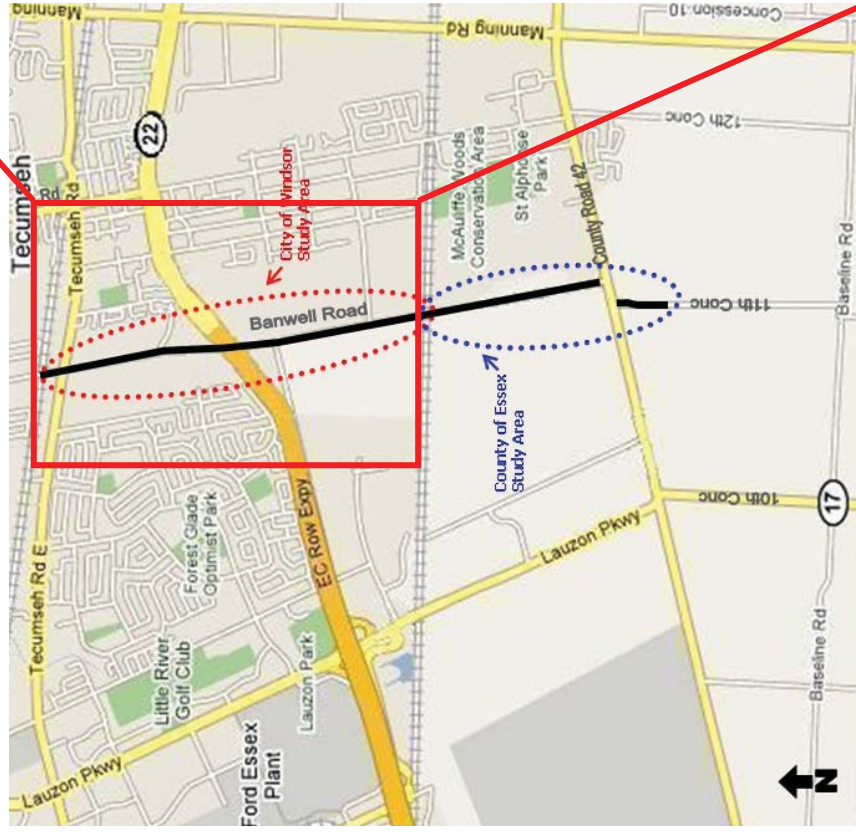 Manning Rd
Concession 10
Manning
22
12th Conc
Tecumseh
Rd
Tecumseh Rd
City of Windsor
Study Area
McAuliffe Woods
Conservation Area
St Alphonse
Park
County Road 42
Banwell Road
11th Conc
Baseline Rd
County of Essex
Study Area
10th Conc
17
Forest Glade
Optimist Park
EC Row Expy
Lauzon Pkwy
Tecumseh Rd E
Little River
Golf Club
Lauzon Park
Baseline Rd
Ford Essex
Plant
Lauzon Pkwy
N